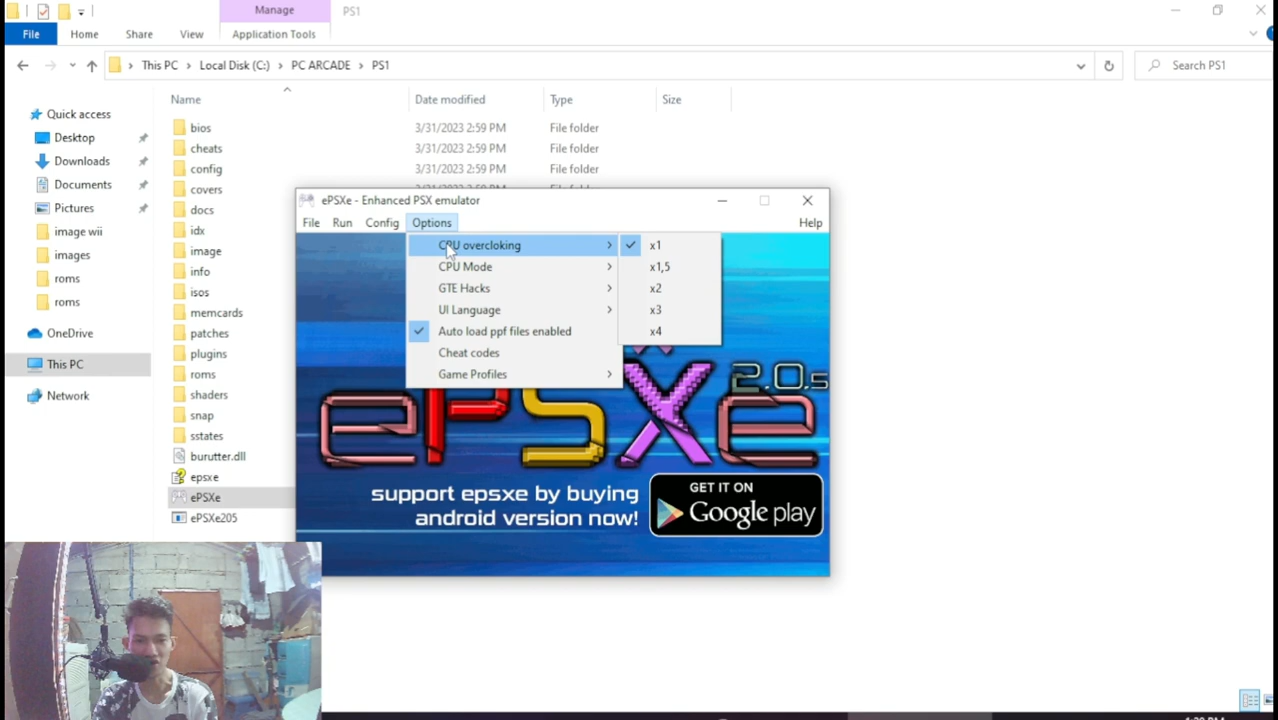 Manage
PS1
File
Home
Share
View
Application Tools
This PC
Local Disk (C:)
PC ARCADE
PS1
Search PS1
Name
Date modified
Type
Size
Quick access
Desktop
Downloads
Documents
Pictures
image wii
images
roms
roms
OneDrive
This PC
Network
bios 3/31/2023 2:59 PM File folder
cheats 3/31/2023 2:59 PM File folder
config 3/31/2023 2:59 PM File folder
covers
docs
idx
image
info
isos
memcards
patches
plugins
roms
shaders
snap
sstates
burutter.dll
epsxe
ePSXe
ePSXe205
ePSXe - Enhanced PSX emulator
File
Run
Config
Options
Help
CPU overcloking
CPU Mode
GTE Hacks
UI Language
Auto load ppf files enabled
Cheat codes
Game Profiles
x1
x1,5
x2
x3
x4
2.0.5
ePSXe
support epsxe by buying
android version now!
GET IT ON
Google play